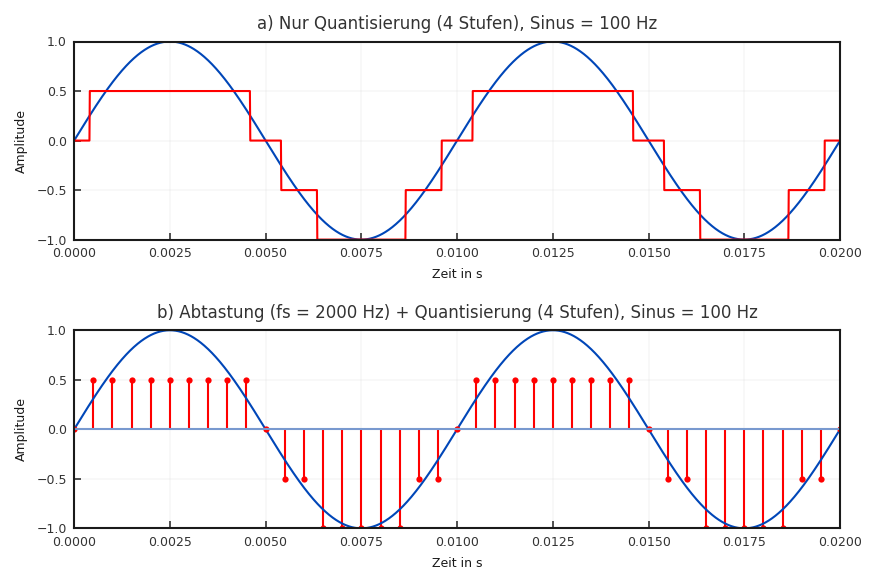 a) Nur Quantisierung (4 Stufen), Sinus = 100 Hz
1.0
0.5
0.0
−0.5
−1.0
Amplitude
0.0000 0.0025 0.0050 0.0075 0.0100 0.0125 0.0150 0.0175 0.0200
Zeit in s
b) Abtastung (fs = 2000 Hz) + Quantisierung (4 Stufen), Sinus = 100 Hz
1.0
0.5
0.0
−0.5
−1.0
Amplitude
0.0000 0.0025 0.0050 0.0075 0.0100 0.0125 0.0150 0.0175 0.0200
Zeit in s